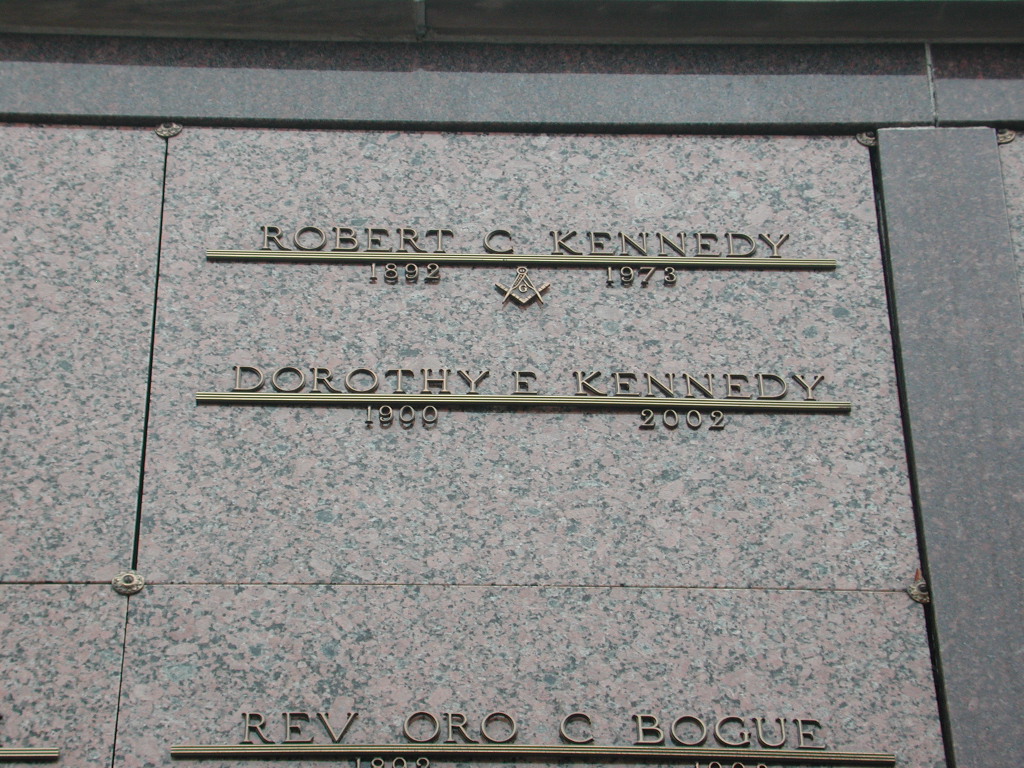 ROBERT C KENNEDY
1892 G 1973
DOROTHY E KENNEDY
1900 2002
REV ORO C BOGUE